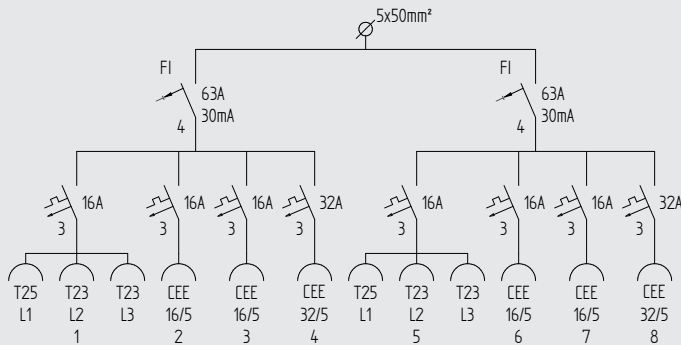 5x50mm²
FI
63A
30mA
4
FI
63A
30mA
4
16A
3
16A
3
16A
3
32A
3
16A
3
16A
3
16A
3
32A
3
T25 T23 T23 CEE CEE CEE T25 T23 T23 CEE CEE CEE
L1 L2 L3 16/5 16/5 32/5 L1 L2 L3 16/5 16/5 32/5
1 2 3 4 5 6 7 8